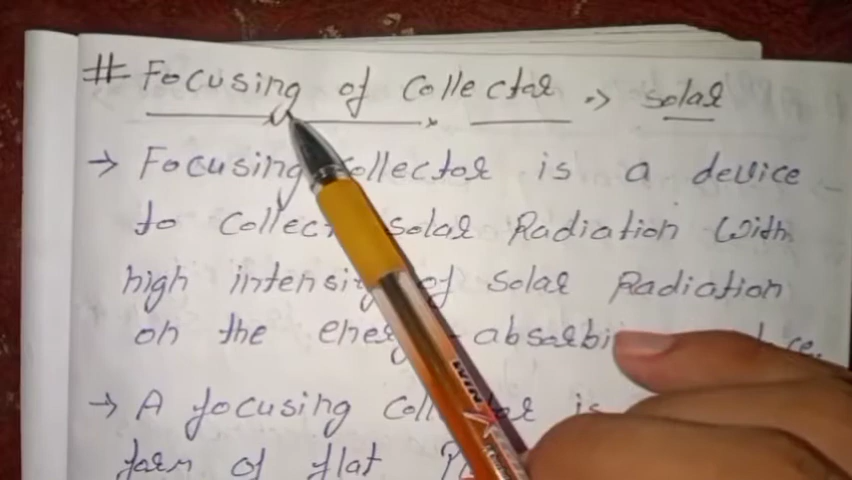 # Focusing of collector -> solar
-> Focusing collector is a device
to collect solar Radiation with
high intensity of solar Radiation
on the energy absorbing
-> A focusing collector is
form of flat
WIN